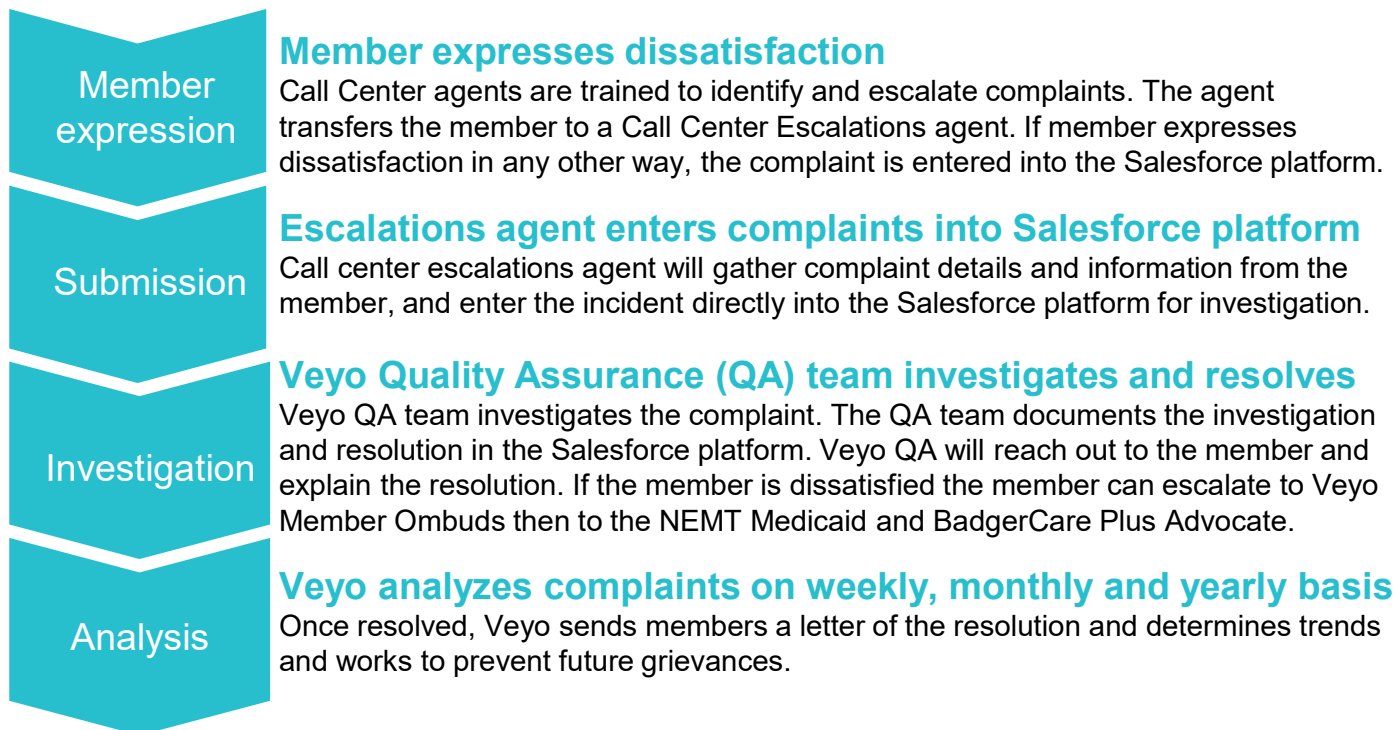 Member
expression
Member expresses dissatisfaction
Call Center agents are trained to identify and escalate complaints. The agent
transfers the member to a Call Center Escalations agent. If member expresses
dissatisfaction in any other way, the complaint is entered into the Salesforce platform.
Submission
Escalations agent enters complaints into Salesforce platform
Call center escalations agent will gather complaint details and information from the
member, and enter the incident directly into the Salesforce platform for investigation.
Investigation
Veyo Quality Assurance (QA) team investigates and resolves
Veyo QA team investigates the complaint. The QA team documents the investigation
and resolution in the Salesforce platform. Veyo QA will reach out to the member and
explain the resolution. If the member is dissatisfied the member can escalate to Veyo
Member Ombuds then to the NEMT Medicaid and BadgerCare Plus Advocate.
Analysis
Veyo analyzes complaints on weekly, monthly and yearly basis
Once resolved, Veyo sends members a letter of the resolution and determines trends
and works to prevent future grievances.